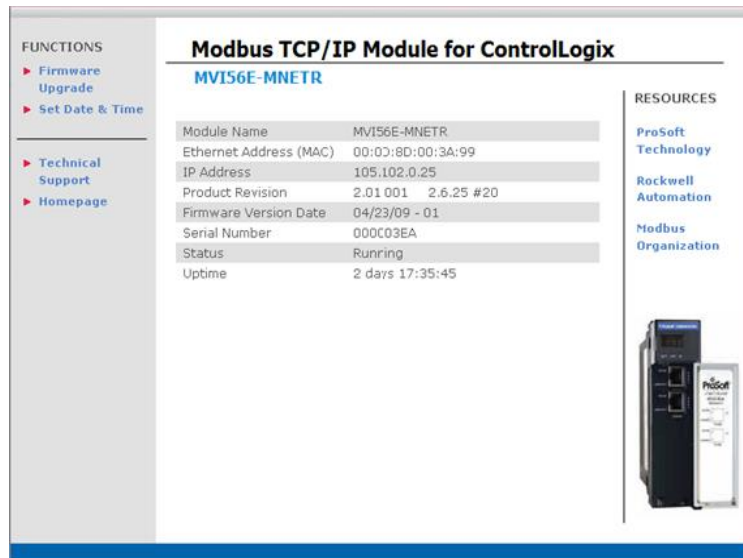 FUNCTIONS
Firmware
Upgrade
Set Date & Time
Technical
Support
Homepage
Modbus TCP/IP Module for ControlLogix
MVI56E-MNETR
Module Name MVI56E-MNETR
Ethernet Address (MAC) 00:0D:8D:00:3A:99
IP Address 105.102.0.25
Product Revision 2.01 001 2.6.25 #20
Firmware Version Date 04/23/09 - 01
Serial Number 000C03EA
Status Running
Uptime 2 days 17:35:45
RESOURCES
ProSoft
Technology
Rockwell
Automation
Modbus
Organization
ProSoft